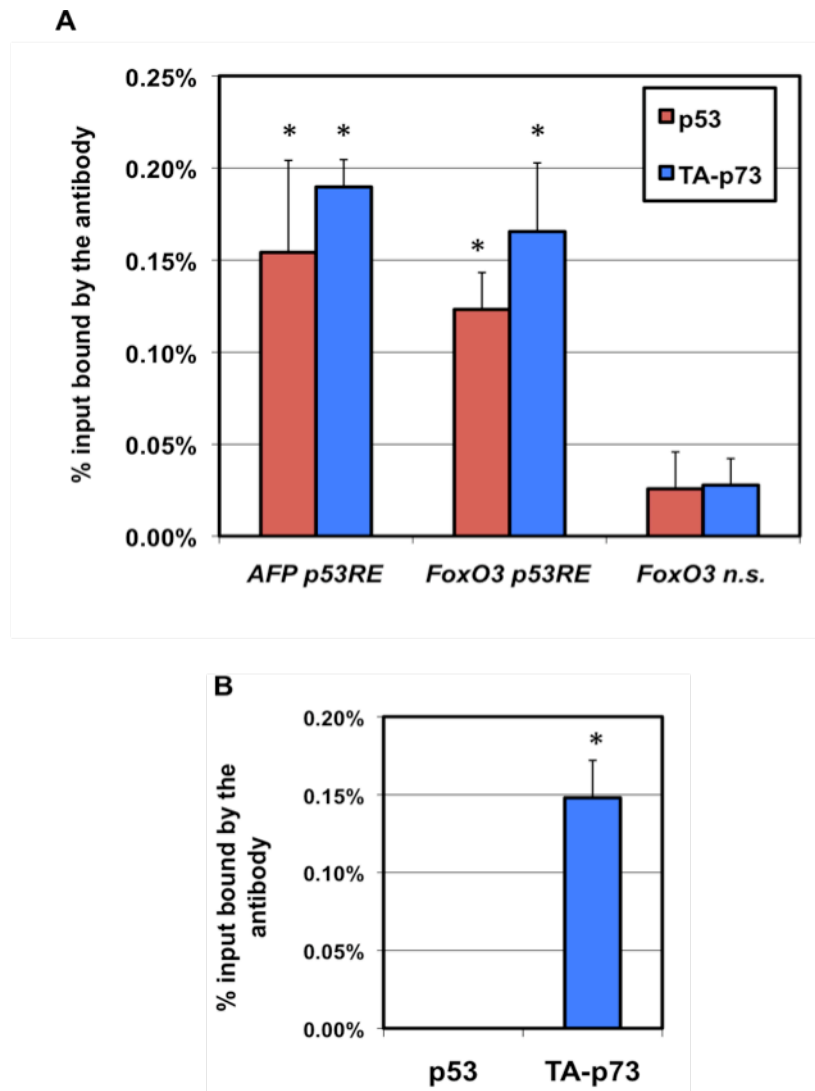 A
% input bound by the antibody
0.25%
0.20%
0.15%
0.10%
0.05%
0.00%
* * * *
p53
TA-p73
AFP p53RE FoxO3 p53RE FoxO3 n.s.
B
% input bound by the
antibody
0.20%
0.15%
0.10%
0.05%
0.00%
*
p53 TA-p73